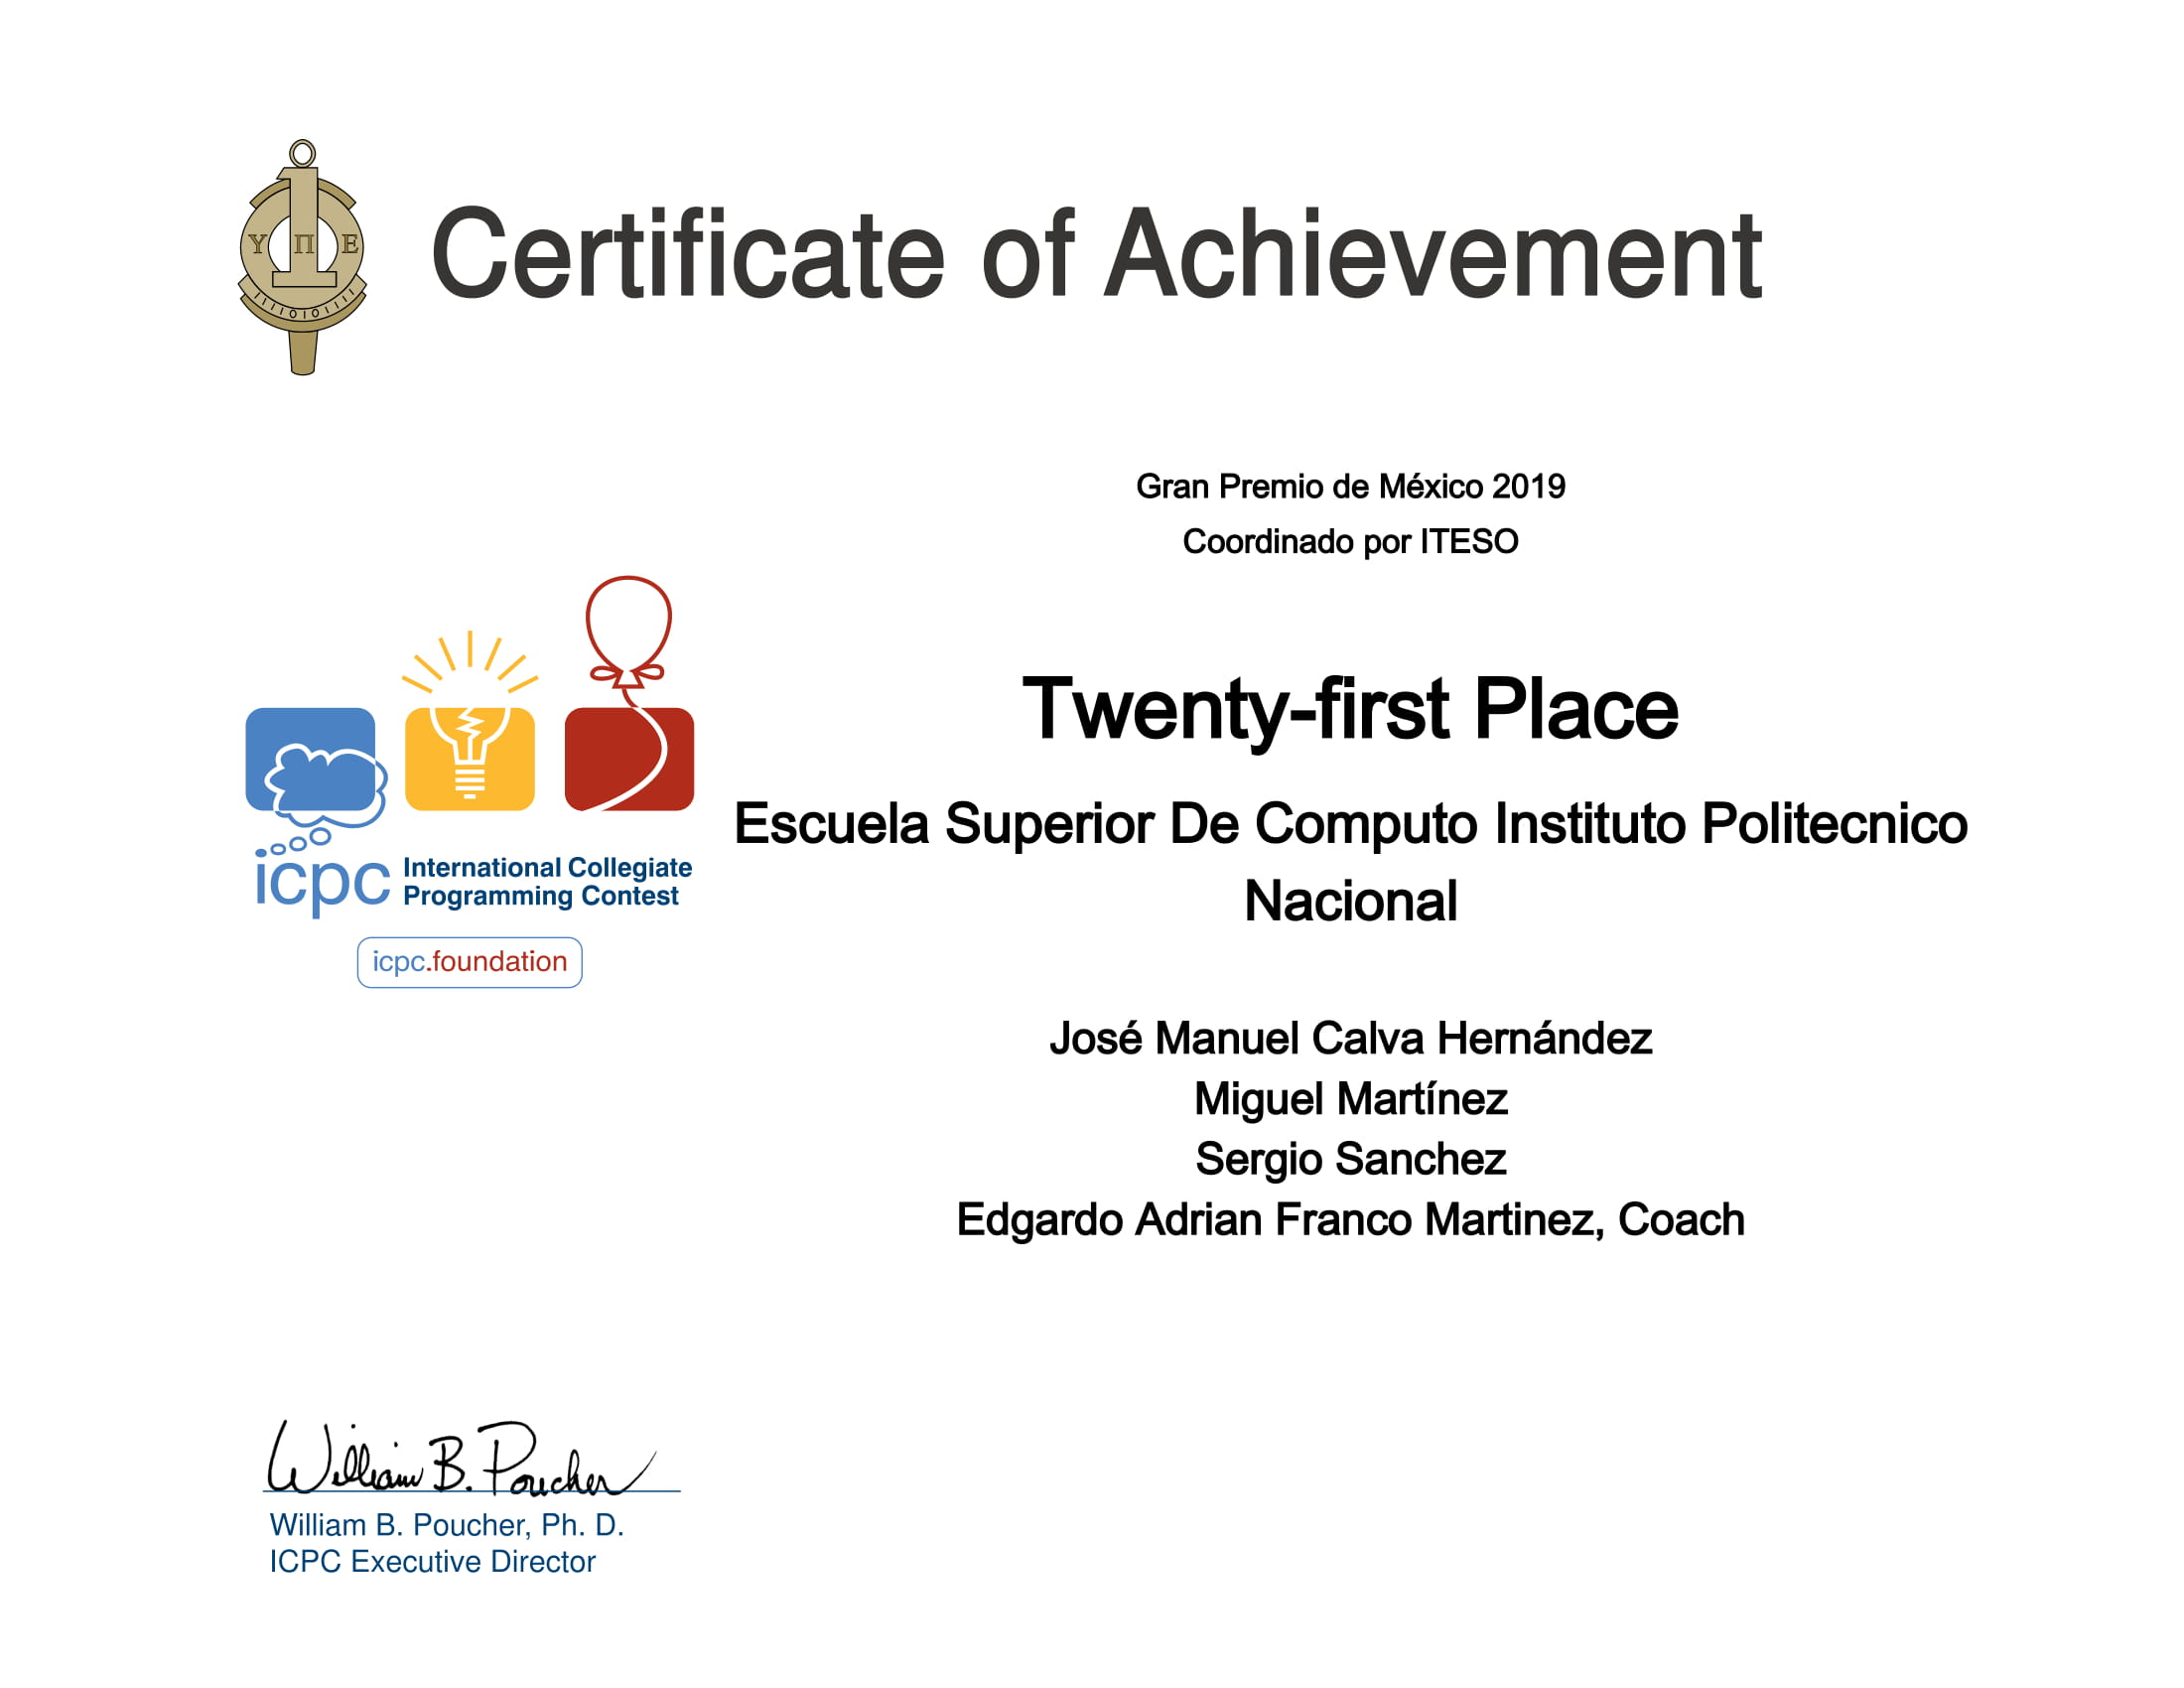 Certificate of Achievement
Υ Π Ε
Gran Premio de México 2019
Coordinado por ITESO
Twenty-first Place
Escuela Superior De Computo Instituto Politecnico
Nacional
icpc International Collegiate
Programming Contest
icpc.foundation
José Manuel Calva Hernández
Miguel Martínez
Sergio Sanchez
Edgardo Adrian Franco Martinez, Coach
William B. Poucher
William B. Poucher, Ph. D.
ICPC Executive Director